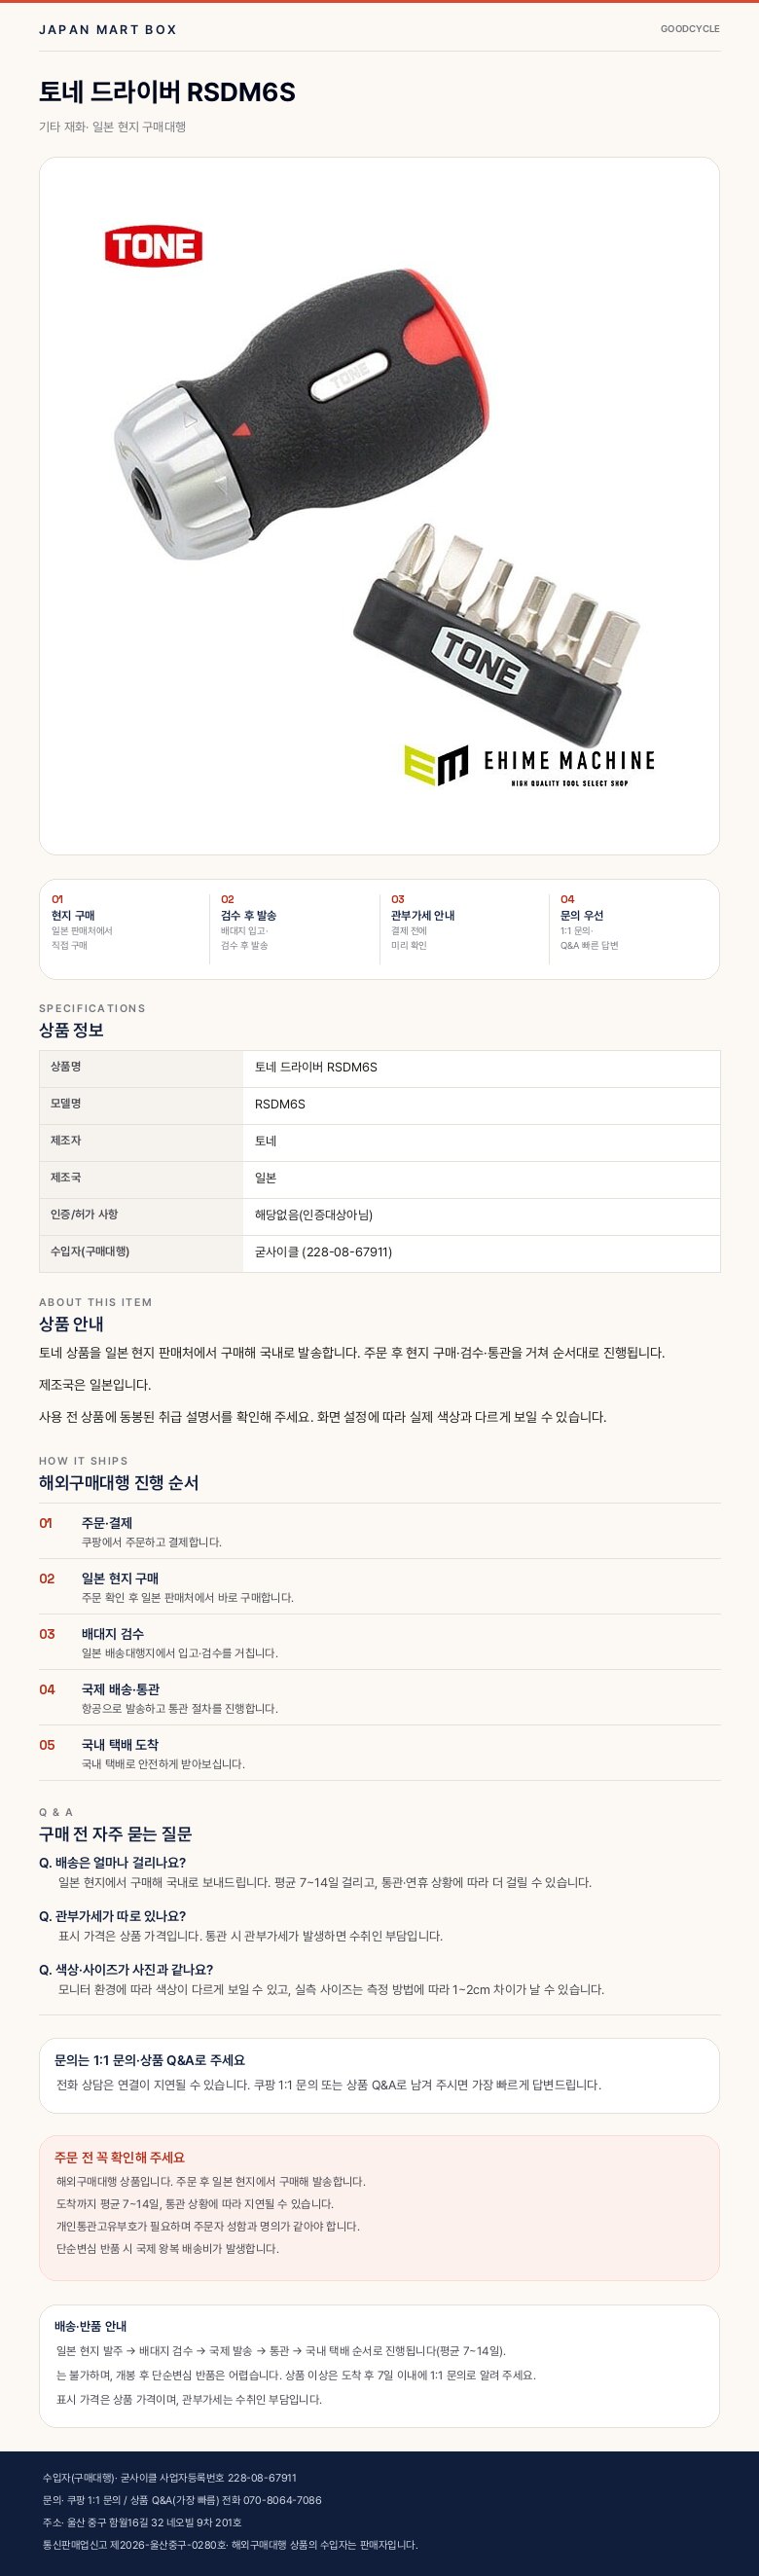 JAPAN MART BOX
GOODCYCLE
토네 드라이버 RSDM6S
기타 재화· 일본 현지 구매대행
TONE
TONE
TONE
EM EHIME MACHINE
HIGH QUALITY TOOL SELECT SHOP
01
현지 구매
일본 판매처에서
직접 구매
02
검수 후 발송
배대지 입고·
검수 후 발송
03
관부가세 안내
결제 전에
미리 확인
04
문의 우선
1:1 문의·
Q&A 빠른 답변
SPECIFICATIONS
상품 정보
상품명 토네 드라이버 RSDM6S
모델명 RSDM6S
제조자 토네
제조국 일본
인증/허가 사항 해당없음(인증대상아님)
수입자(구매대행) 굳사이클 (228-08-67911)
ABOUT THIS ITEM
상품 안내
토네 상품을 일본 현지 판매처에서 구매해 국내로 발송합니다. 주문 후 현지 구매·검수·통관을 거쳐 순서대로 진행됩니다.
제조국은 일본입니다.
사용 전 상품에 동봉된 취급 설명서를 확인해 주세요. 화면 설정에 따라 실제 색상과 다르게 보일 수 있습니다.
HOW IT SHIPS
해외구매대행 진행 순서
01 주문·결제
쿠팡에서 주문하고 결제합니다.
02 일본 현지 구매
주문 확인 후 일본 판매처에서 바로 구매합니다.
03 배대지 검수
일본 배송대행지에서 입고·검수를 거칩니다.
04 국제 배송·통관
항공으로 발송하고 통관 절차를 진행합니다.
05 국내 택배 도착
국내 택배로 안전하게 받아보십니다.
Q & A
구매 전 자주 묻는 질문
Q. 배송은 얼마나 걸리나요?
일본 현지에서 구매해 국내로 보내드립니다. 평균 7~14일 걸리고, 통관·연휴 상황에 따라 더 걸릴 수 있습니다.
Q. 관부가세가 따로 있나요?
표시 가격은 상품 가격입니다. 통관 시 관부가세가 발생하면 수취인 부담입니다.
Q. 색상·사이즈가 사진과 같나요?
모니터 환경에 따라 색상이 다르게 보일 수 있고, 실측 사이즈는 측정 방법에 따라 1~2cm 차이가 날 수 있습니다.
문의는 1:1 문의·상품 Q&A로 주세요
전화 상담은 연결이 지연될 수 있습니다. 쿠팡 1:1 문의 또는 상품 Q&A로 남겨 주시면 가장 빠르게 답변드립니다.
주문 전 꼭 확인해 주세요
해외구매대행 상품입니다. 주문 후 일본 현지에서 구매해 발송합니다.
도착까지 평균 7~14일, 통관 상황에 따라 지연될 수 있습니다.
개인통관고유부호가 필요하며 주문자 성함과 명의가 같아야 합니다.
단순변심 반품 시 국제 왕복 배송비가 발생합니다.
배송·반품 안내
일본 현지 발주 → 배대지 검수 → 국제 발송 → 통관 → 국내 택배 순서로 진행됩니다(평균 7~14일).
는 불가하며, 개봉 후 단순변심 반품은 어렵습니다. 상품 이상은 도착 후 7일 이내에 1:1 문의로 알려 주세요.
표시 가격은 상품 가격이며, 관부가세는 수취인 부담입니다.
수입자(구매대행)· 굳사이클 사업자등록번호 228-08-67911
문의· 쿠팡 1:1 문의 / 상품 Q&A(가장 빠름) 전화 070-8064-7086
주소· 울산 중구 함월16길 32 네오빌 9차 201호
통신판매업신고 제2026-울산중구-0280호· 해외구매대행 상품의 수입자는 판매자입니다.